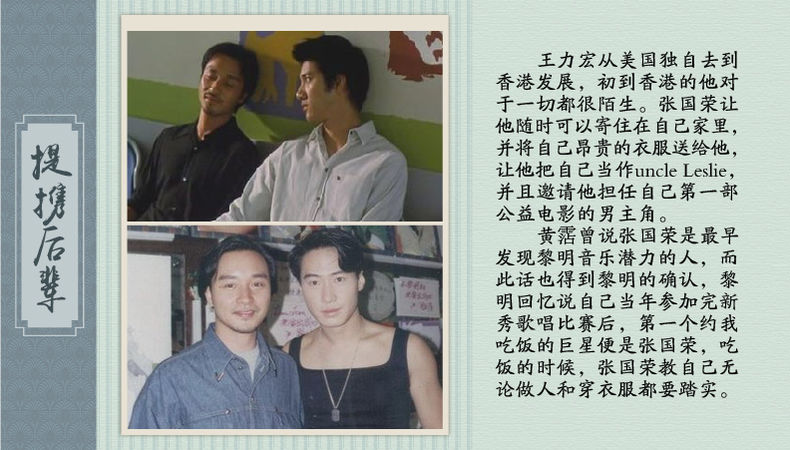 提携后辈
王力宏从美国独自去到
香港发展，初到香港的他对
于一切都很陌生。张国荣让
他随时可以寄住在自己家里，
并将自己昂贵的衣服送给他，
让他把自己当作uncle Leslie，
并且邀请他担任自己第一部
公益电影的男主角。
黄霑曾说张国荣是最早
发现黎明音乐潜力的人，而
此话也得到黎明的确认，黎
明回忆说自己当年参加完新
秀歌唱比赛后，第一个约我
吃饭的巨星便是张国荣，吃
饭的时候，张国荣教自己无
论做人和穿衣服都要踏实。